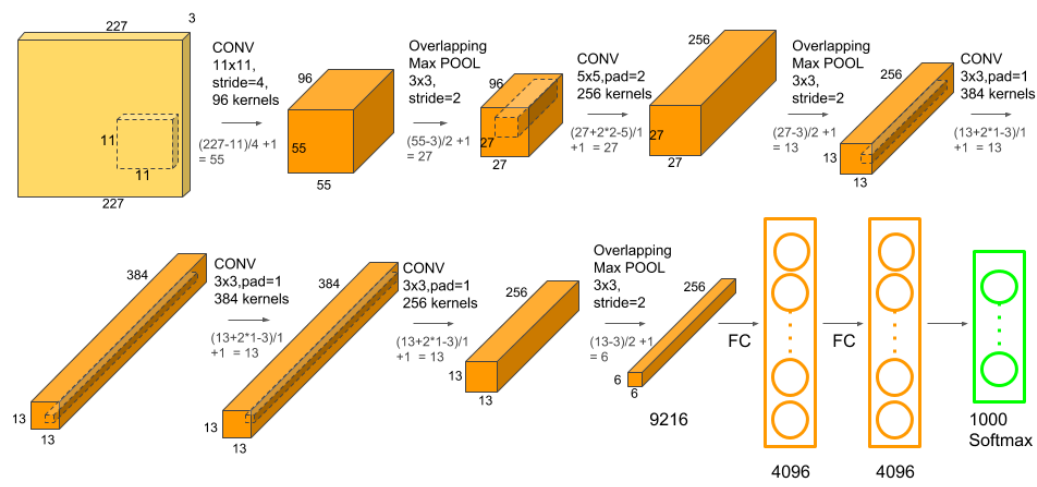 227
3
11
11
227
CONV
11x11,
stride=4,
96 kernels
(227-11)/4 +1
= 55
96
55
55
Overlapping
Max POOL
3x3,
stride=2
(55-3)/2 +1
= 27
96
27
27
CONV
5x5,pad=2
256 kernels
(27+2*2-5)/1
+1 = 27
256
27
27
Overlapping
Max POOL
3x3,
stride=2
(27-3)/2 +1
= 13
256
13
13
CONV
3x3,pad=1
384 kernels
(13+2*1-3)/1
+1 = 13
384
13
13
CONV
3x3,pad=1
384 kernels
(13+2*1-3)/1
+1 = 13
384
13
13
CONV
3x3,pad=1
256 kernels
(13+2*1-3)/1
+1 = 13
256
13
13
Overlapping
Max POOL
3x3,
stride=2
(13-3)/2 +1
= 6
256
6
6
9216
FC
4096
FC
4096
1000
Softmax